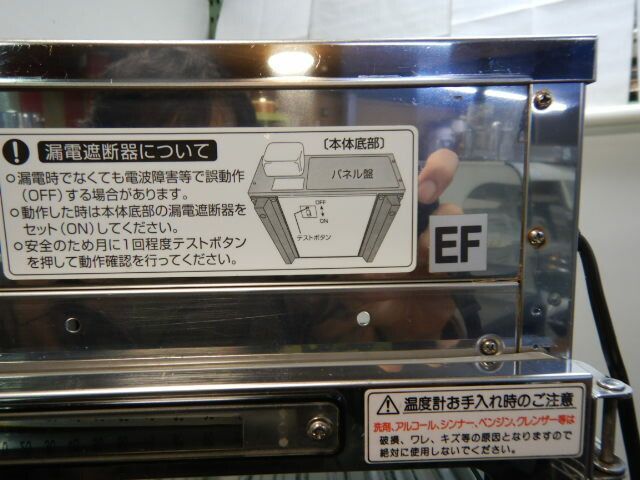 漏電遮断器について
○漏電時でなくても電波障害等で誤動作
(OFF)する場合があります。
○動作した時は本体底部の漏電遮断器を
セット(ON)してください。
○安全のため月に1回程度テストボタン
を押して動作確認を行ってください。
〔本体底部〕
パネル盤
OFF
ON
テストボタン
EF
温度計お手入れ時のご注意
洗剤、アルコール、シンナー、ベンジン、クレンザー等は
破損、ワレ、キズ等の原因となりますので
絶対に使用しないでください。